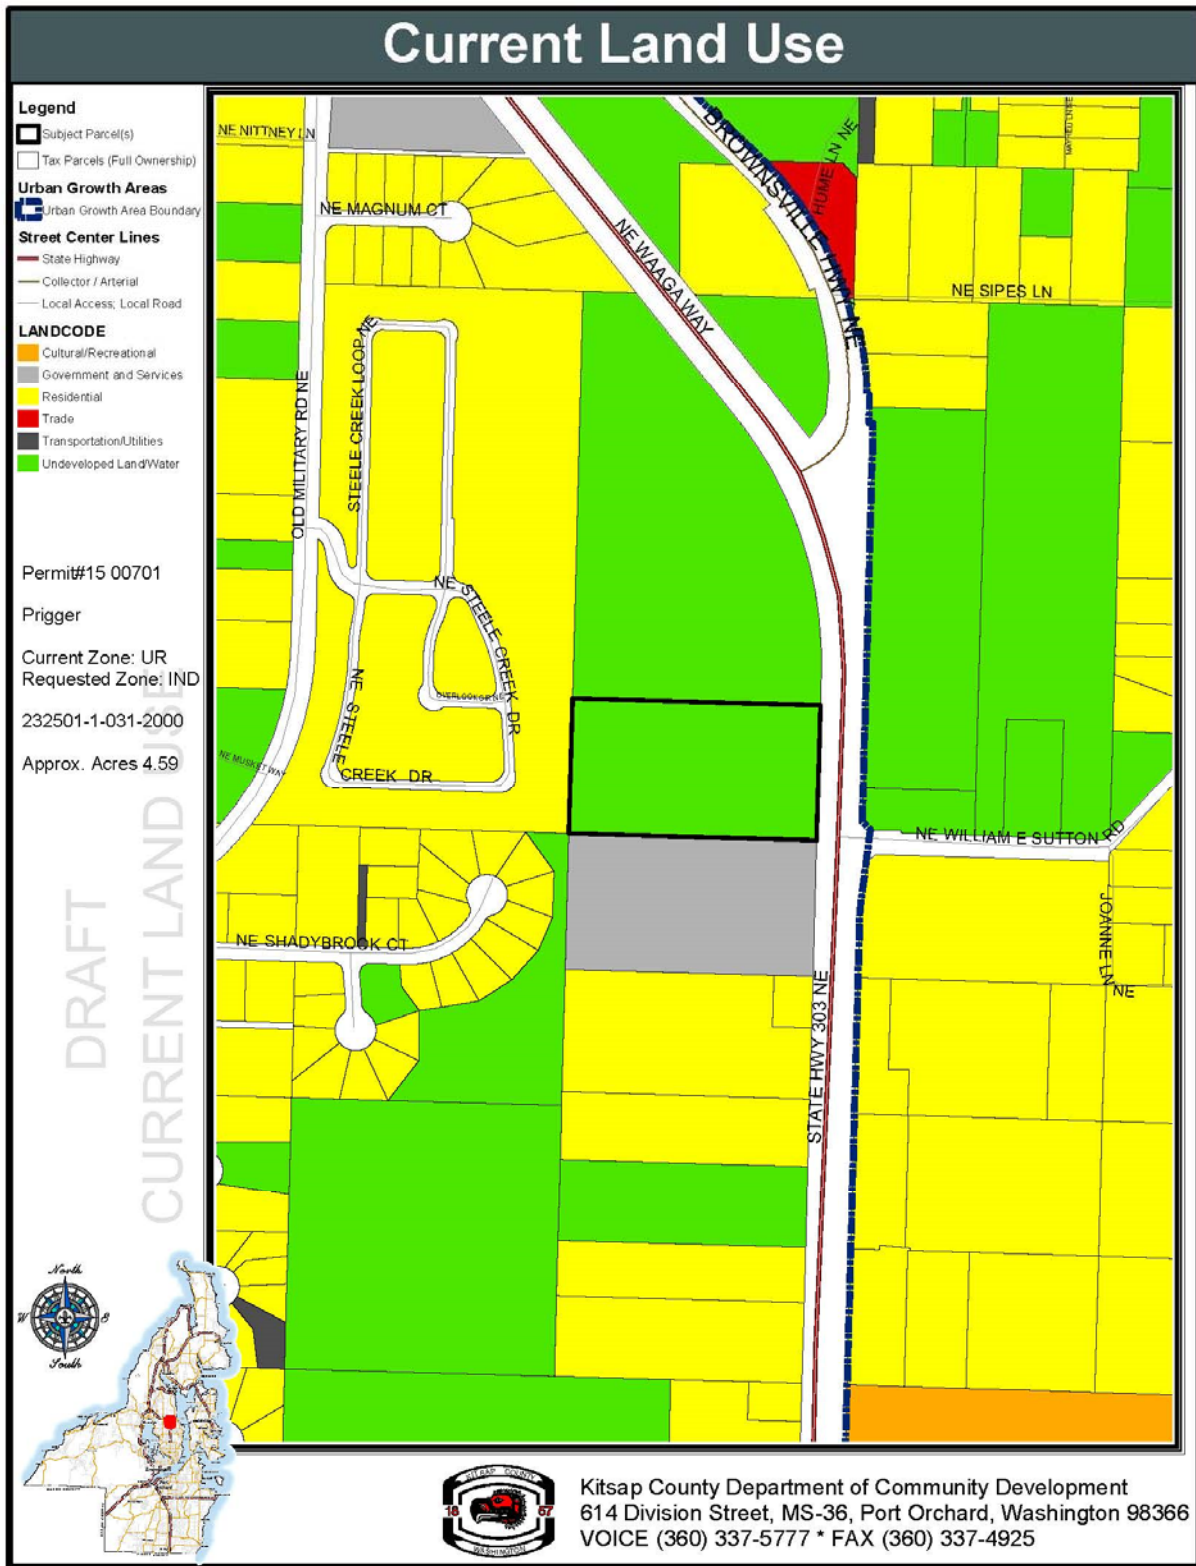 Current Land Use
Legend
Subject Parcel(s)
Tax Parcels (Full Ownership)
Urban Growth Areas
Urban Growth Area Boundary
Street Center Lines
State Highway
Collector / Arterial
Local Access; Local Road
LANDCODE
Cultural/Recreational
Government and Services
Residential
Trade
Transportation/Utilities
Undeveloped Land/Water
Permit#15 00701
Prigger
Current Zone: UR
Requested Zone: IND
232501-1-031-2000
Approx. Acres 4.59
DRAFT
CURRENT LAND USE
NE NITTNEY LN
NE MAGNUM CT
NE WAAGA WAY
BROWNSVILLE HWY NE
HUME LN NE
NE SIPES LN
OLD MILITARY RD NE
STEELE CREEK LOOP NE
NE STEELE CREEK DR
NE STEELE
CREEK DR
NE MUSKET WAY
NE WILLIAM E SUTTON RD
JOANNE LN NE
NE SHADYBROOK CT
STATE HWY 303 NE
North
W
South
KITSAP COUNTY
18 57
WASHINGTON
Kitsap County Department of Community Development
614 Division Street, MS-36, Port Orchard, Washington 98366
VOICE (360) 337-5777 * FAX (360) 337-4925